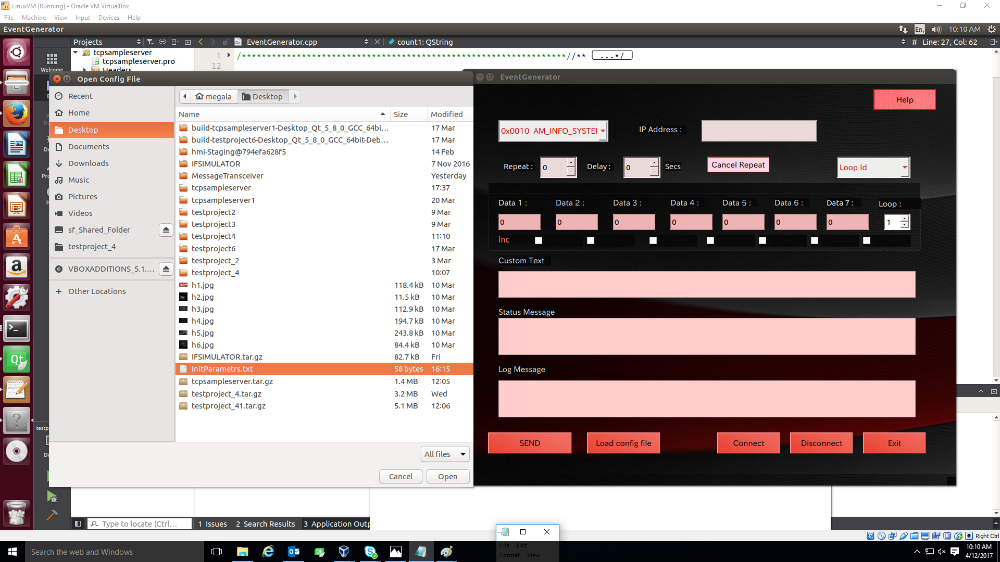 LinuxVM [Running] - Oracle VM VirtualBox
File Machine View Input Devices Help
EventGenerator
En
10:10 AM
Projects
EventGenerator.cpp
count1: QString
# Line: 27, Col: 62
tcpsampleserver
tcpsampleserver.pro
Headers
Welcome
1
12
...*/
Open Config File
Recent
Home
Desktop
Documents
Downloads
Music
Pictures
Videos
sf_Shared_Folder
testproject_4
VBOXADDITIONS_5.1....
Other Locations
megala Desktop
Name Size Modified
build-tcpsampleserver1-Desktop_Qt_5_8_0_GCC_64bi... 17 Mar
build-testproject6-Desktop_Qt_5_8_0_GCC_64bit-Deb... 17 Mar
hmi-Staging@794efa628f5 14 Feb
IFSIMULATOR 7 Nov 2016
MessageTransceiver Yesterday
tcpsampleserver 17:37
tcpsampleserver1 20 Mar
testproject2 9 Mar
testproject3 9 Mar
testproject4 11:10
testproject6 17 Mar
testproject_2 3 Mar
testproject_4 10:07
h1.jpg 118.4 kB 10 Mar
h2.jpg 11.5 kB 10 Mar
h3.jpg 112.9 kB 10 Mar
h4.jpg 194.7 kB 10 Mar
h5.jpg 243.8 kB 10 Mar
h6.jpg 84.4 kB 10 Mar
IFSIMULATOR.tar.gz 82.7 kB Fri
InitParametrs.txt 58 bytes 16:15
tcpsampleserver.tar.gz 1.4 MB 12:05
testproject_4.tar.gz 3.2 MB Wed
testproject_41.tar.gz 5.1 MB 12:06
All files
Cancel Open
EventGenerator
Help
0x0010 AM_INFO_SYSTE
IP Address :
Repeat : 0 Delay : 0 Secs Cancel Repeat Loop Id
Data 1 : Data 2 : Data 3 : Data 4 : Data 5 : Data 6 : Data 7 : Loop :
0 0 0 0 0 0 0 1
Inc
Custom Text
Status Message
Log Message
SEND Load config file Connect Disconnect Exit
testp
Type to locate (Ctrl...
1 Issues 2 Search Results 3 Application Outp
File Edit
Format View
Right Ctrl
Search the web and Windows
10:10 AM
4/12/2017